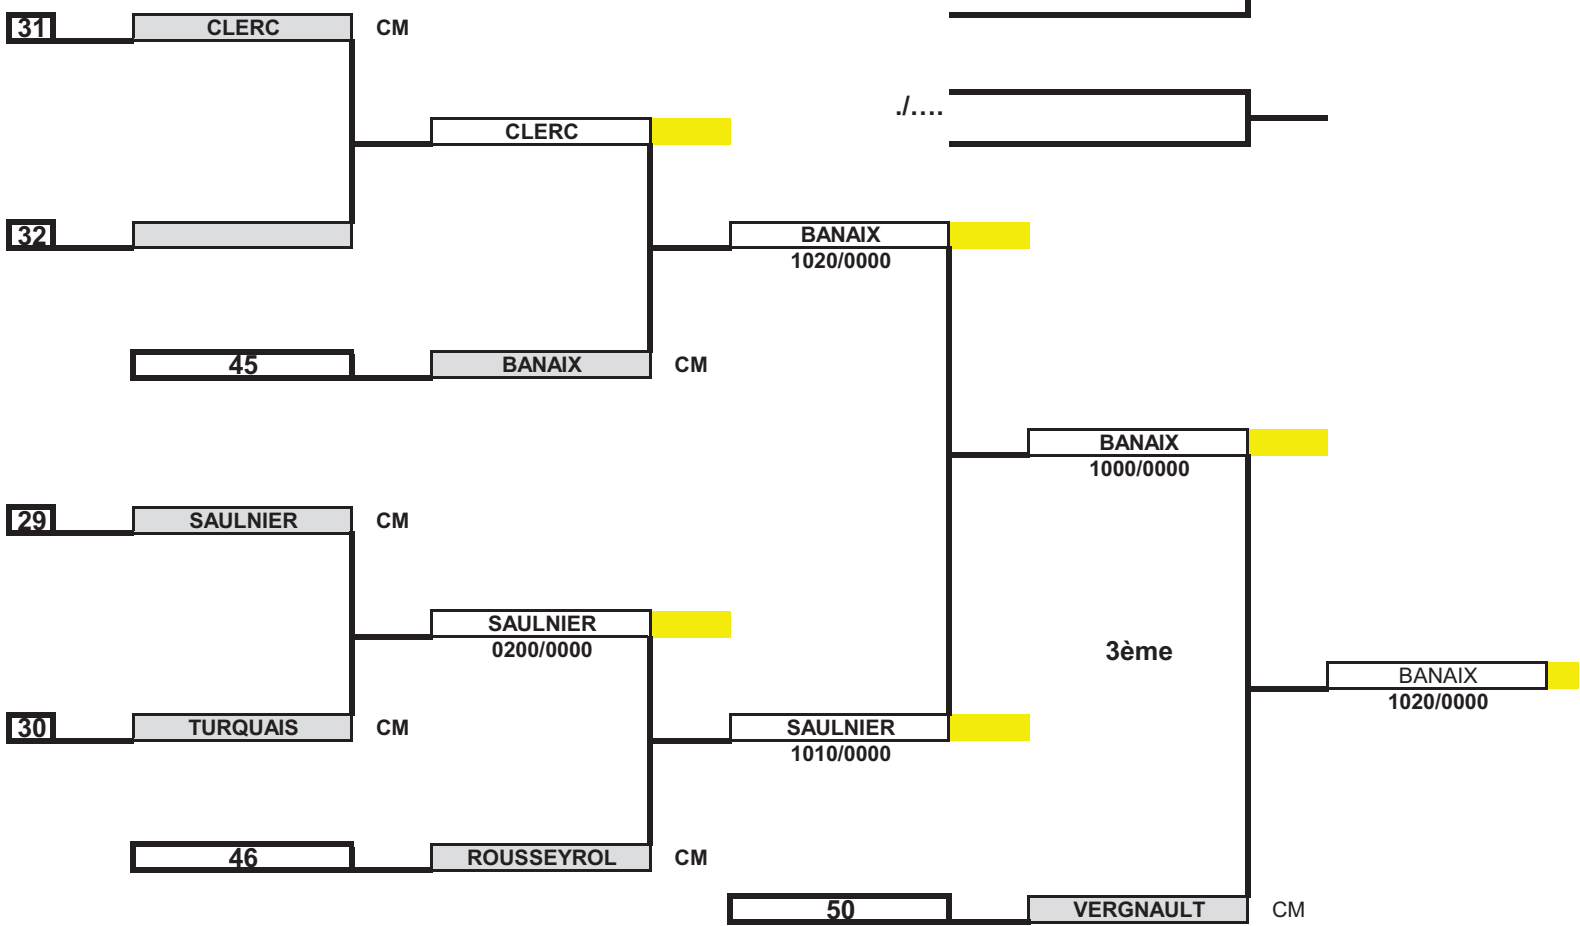 31 CLERC CM
./….
CLERC
32
BANAIX
1020/0000
45 BANAIX CM
BANAIX
1000/0000
29 SAULNIER CM
SAULNIER
0200/0000
3ème
BANAIX
1020/0000
30 TURQUAIS CM
SAULNIER
1010/0000
46 ROUSSEYROL CM
50 VERGNAULT CM